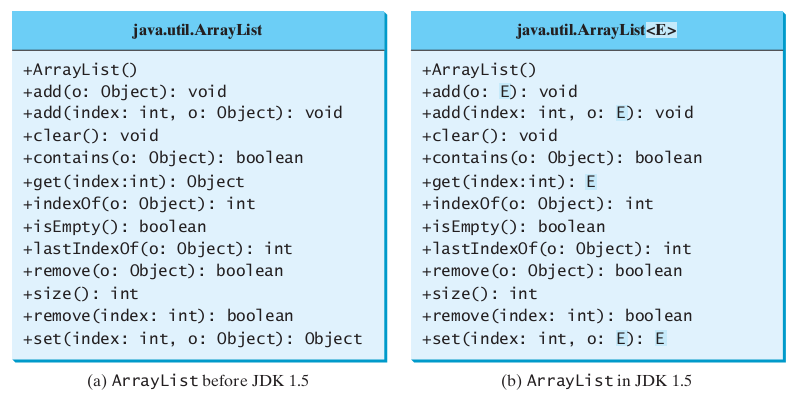 java.util.ArrayList
+ArrayList()
+add(o: Object): void
+add(index: int, o: Object): void
+clear(): void
+contains(o: Object): boolean
+get(index:int): Object
+indexOf(o: Object): int
+isEmpty(): boolean
+lastIndexOf(o: Object): int
+remove(o: Object): boolean
+size(): int
+remove(index: int): boolean
+set(index: int, o: Object): Object
(a) ArrayList before JDK 1.5
java.util.ArrayList<E>
+ArrayList()
+add(o: E): void
+add(index: int, o: E): void
+clear(): void
+contains(o: Object): boolean
+get(index:int): E
+indexOf(o: Object): int
+isEmpty(): boolean
+lastIndexOf(o: Object): int
+remove(o: Object): boolean
+size(): int
+remove(index: int): boolean
+set(index: int, o: E): E
(b) ArrayList in JDK 1.5